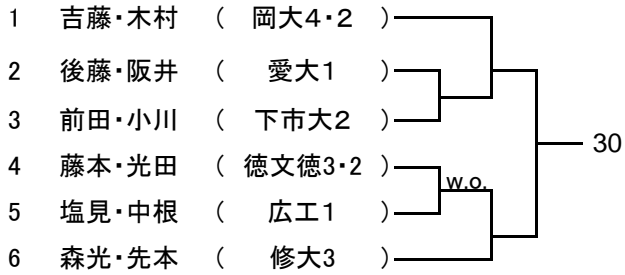 1 吉藤・木村 ( 岡大4・2 )
2 後藤・阪井 ( 愛大1 )
3 前田・小川 ( 下市大2 )
30
4 藤本・光田 ( 徳文徳3・2 )
w.o.
5 塩見・中根 ( 広工1 )
6 森光・先本 ( 修大3 )